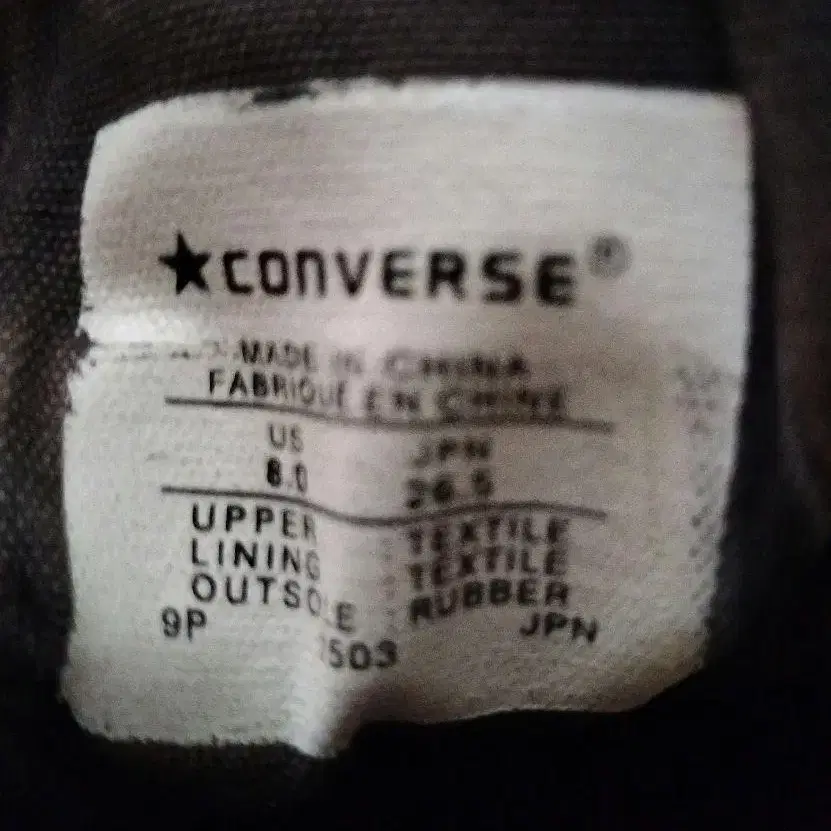 ★CONVERSE®
MADE IN CHINA
FABRIQUÉ EN CHINE
US JPN
8.0 26.5
UPPER : TEXTILE
LINING : TEXTILE
OUTSOLE : RUBBER
9P JPN